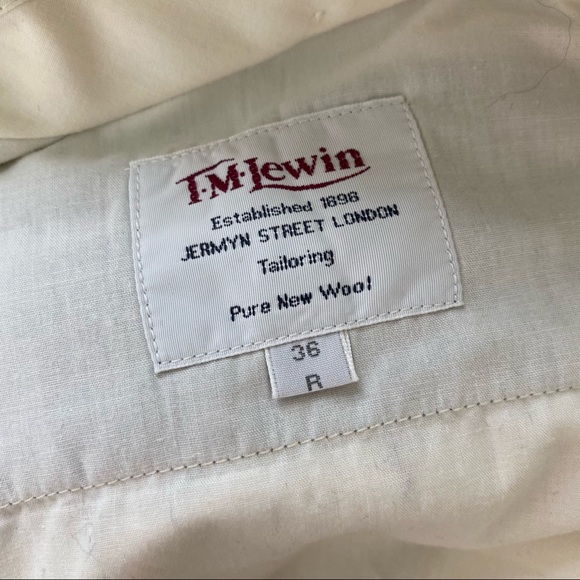 T·M·Lewin
Established 1898
JERMYN STREET LONDON
Tailoring
Pure New Wool
36
R